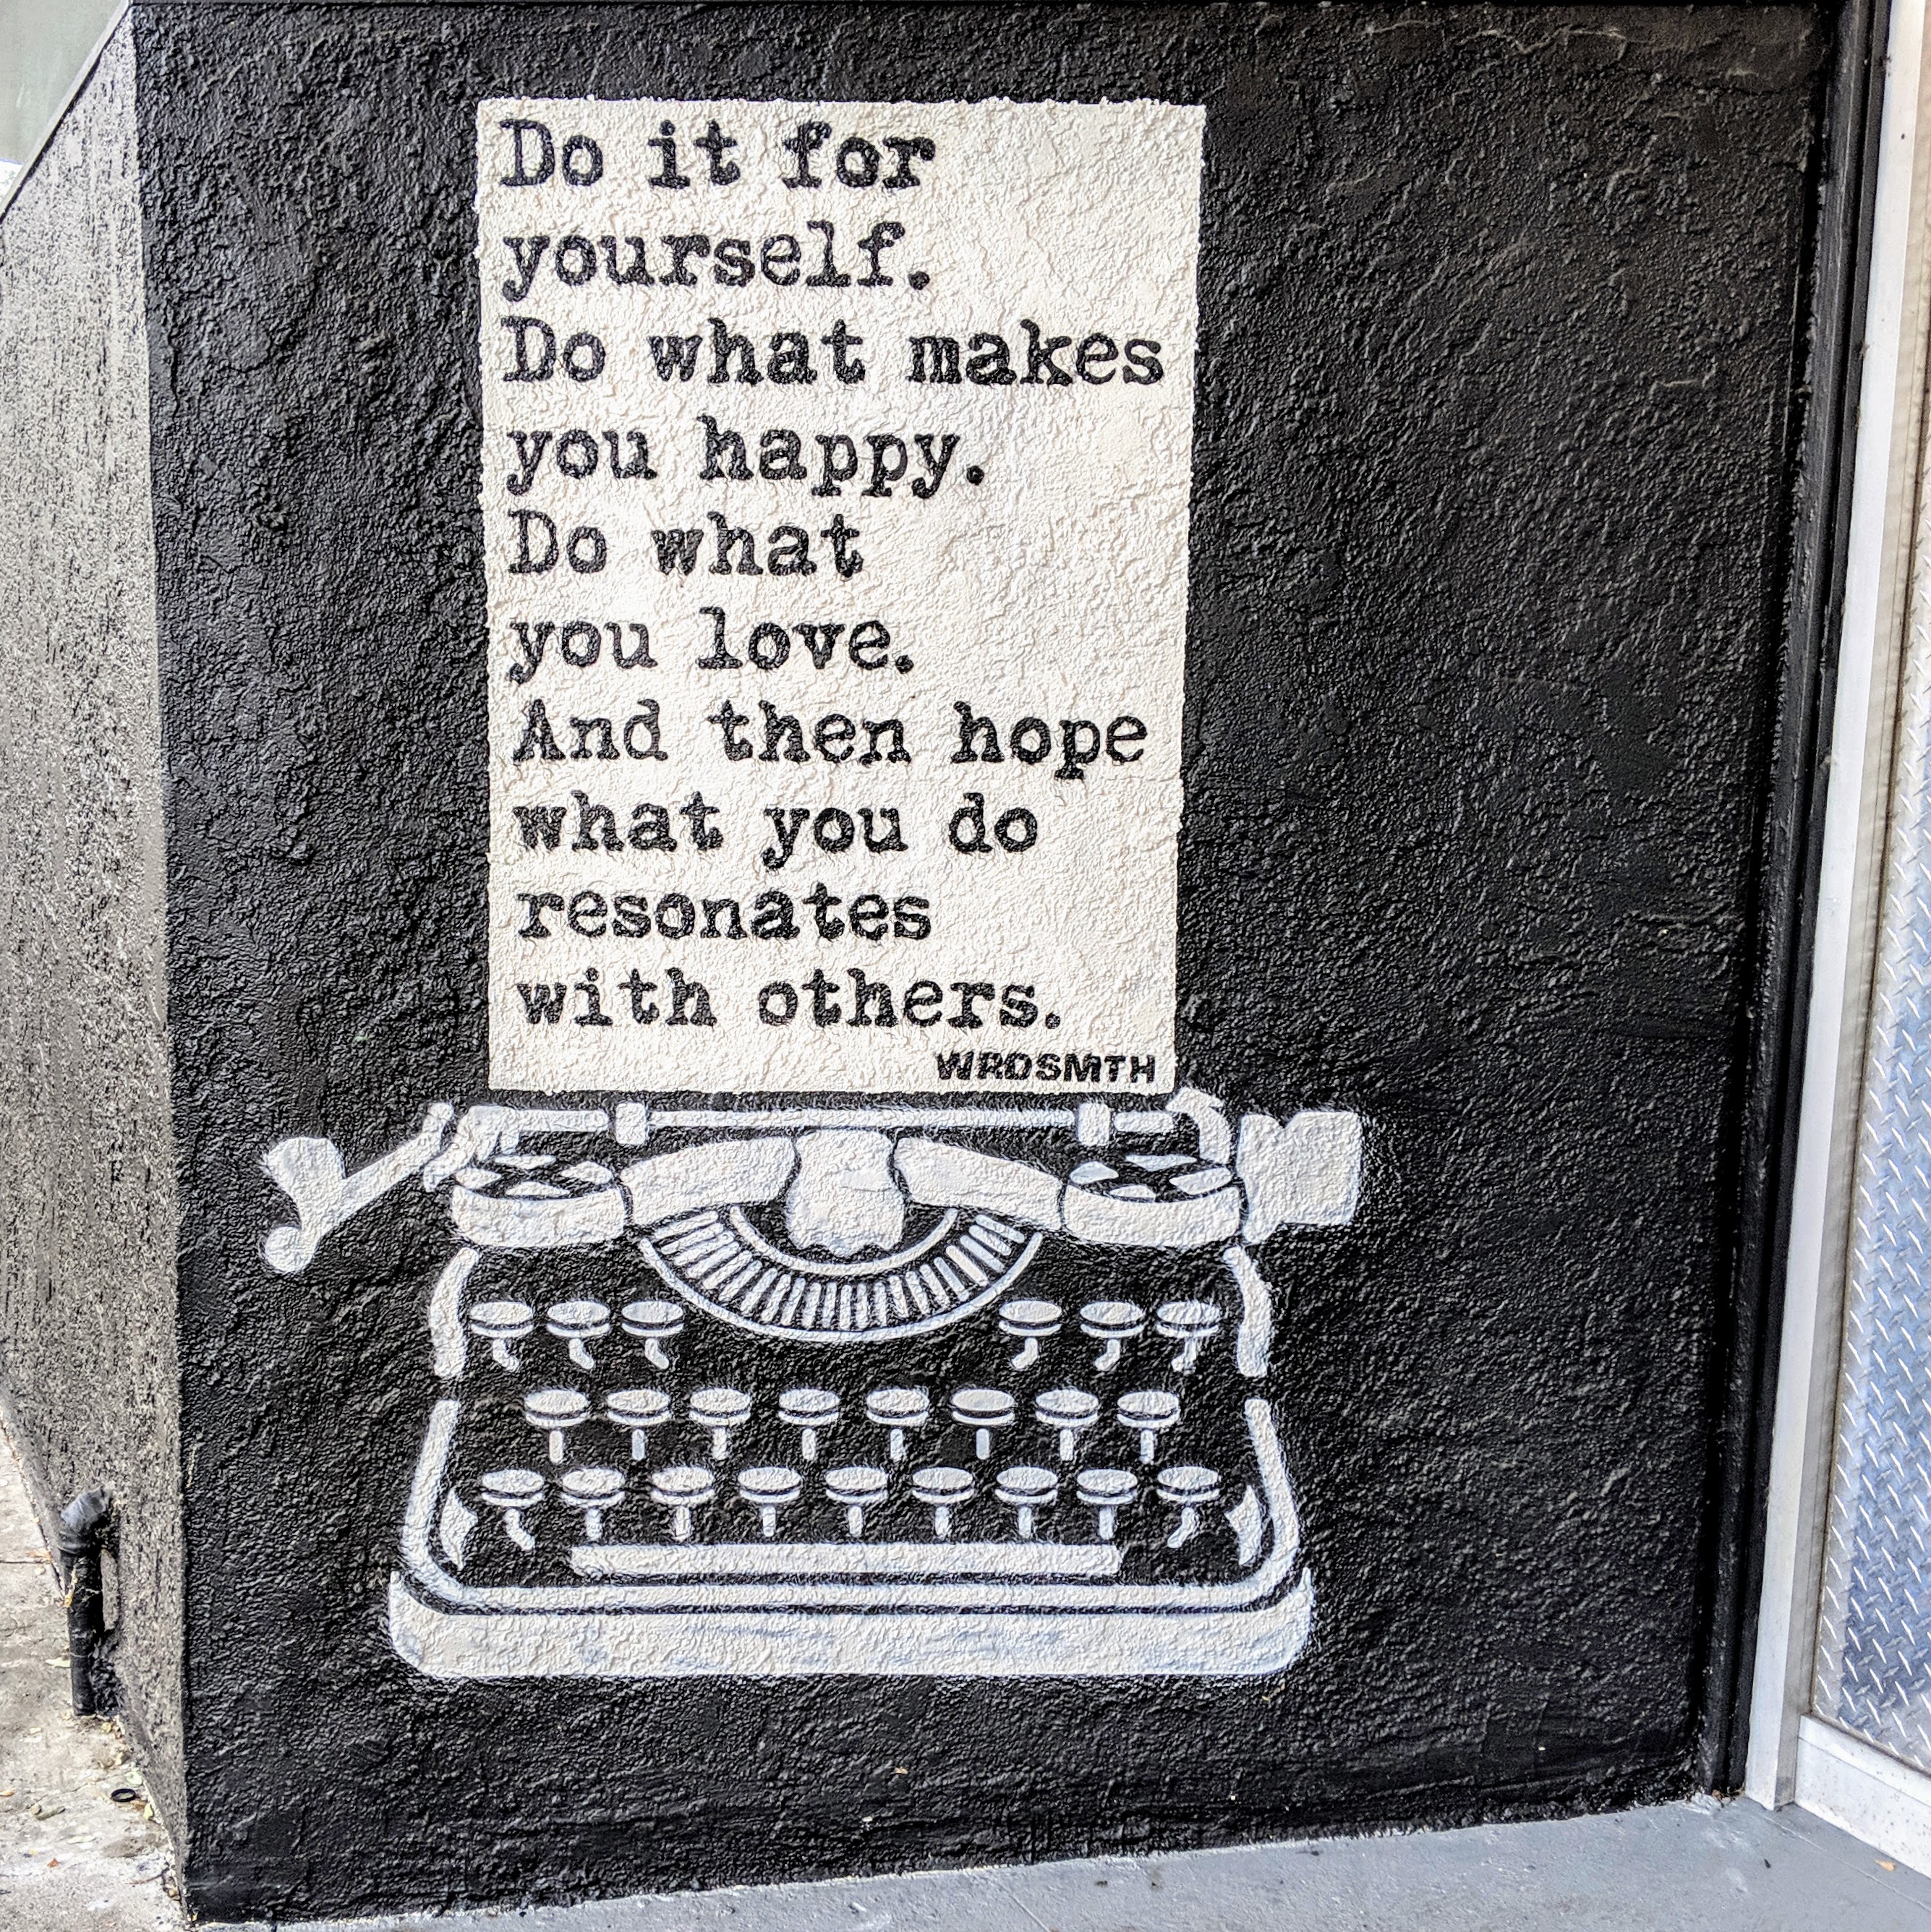 Do it for
yourself.
Do what makes
you happy.
Do what
you love.
And then hope
what you do
resonates
with others.
WRDSMTH